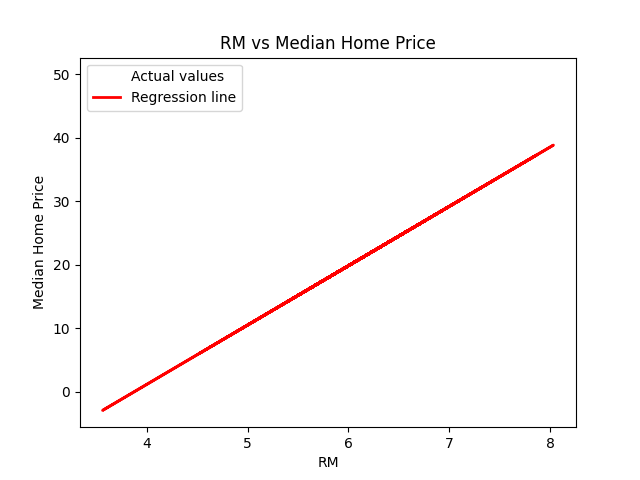 RM vs Median Home Price
Actual values
Regression line
50
40
30
20
10
0
Median Home Price
4 5 6 7 8
RM